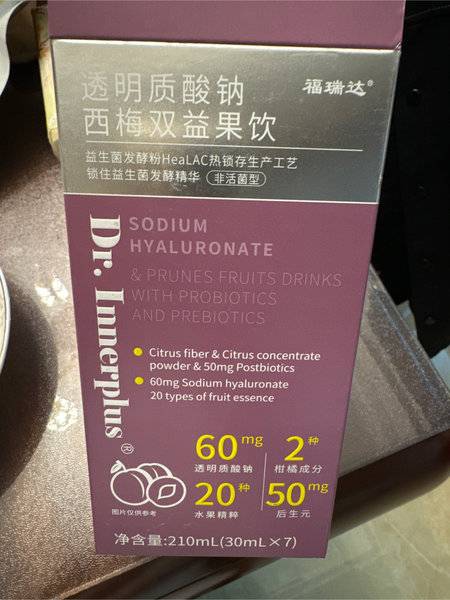 福瑞达®
透明质酸钠
西梅双益果饮
益生菌发酵粉HeaLAC热锁存生产工艺
锁住益生菌发酵精华 非活菌型
Dr. Innerplus®
SODIUM
HYALURONATE
& PRUNES FRUITS DRINKS
WITH PROBIOTICS
AND PREBIOTICS
Citrus fiber & Citrus concentrate
powder & 50mg Postbiotics
60mg Sodium hyaluronate
20 types of fruit essence
60mg 2种
透明质酸钠 柑橘成分
20种 50mg
水果精粹 后生元
图片仅供参考
净含量:210mL(30mL×7)